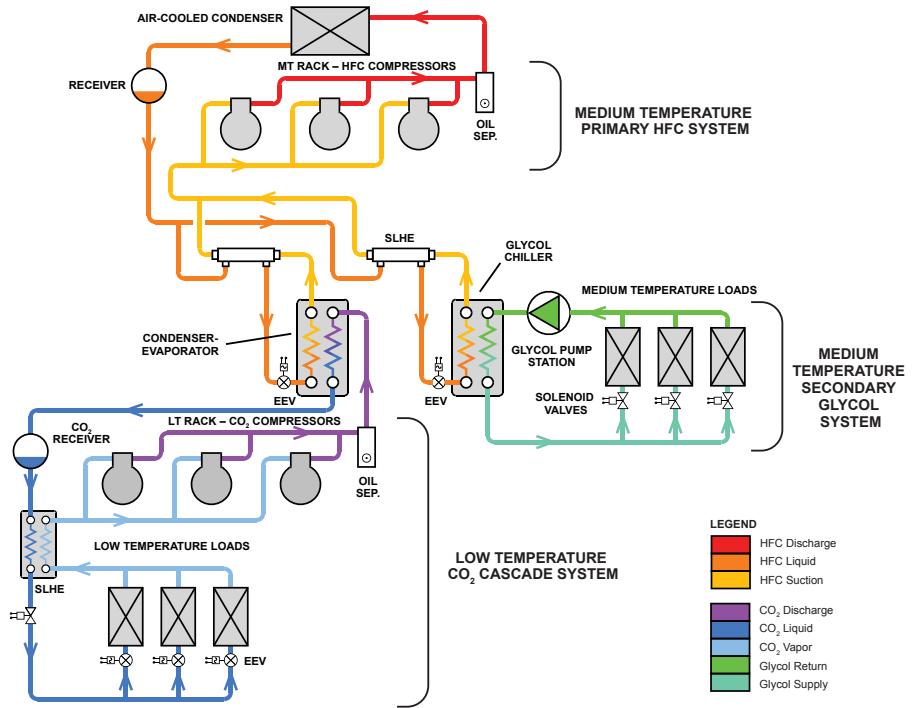 AIR-COOLED CONDENSER
MT RACK – HFC COMPRESSORS
RECEIVER
OIL
SEP.
MEDIUM TEMPERATURE
PRIMARY HFC SYSTEM
SLHE
GLYCOL
CHILLER
MEDIUM TEMPERATURE LOADS
CONDENSER-
EVAPORATOR
GLYCOL PUMP
STATION
EEV
EEV
SOLENOID
VALVES
MEDIUM
TEMPERATURE
SECONDARY
GLYCOL
SYSTEM
CO₂
RECEIVER
LT RACK – CO₂ COMPRESSORS
OIL
SEP.
LOW TEMPERATURE LOADS
SLHE
EEV
LOW TEMPERATURE
CO₂ CASCADE SYSTEM
LEGEND
HFC Discharge
HFC Liquid
HFC Suction
CO₂ Discharge
CO₂ Liquid
CO₂ Vapor
Glycol Return
Glycol Supply